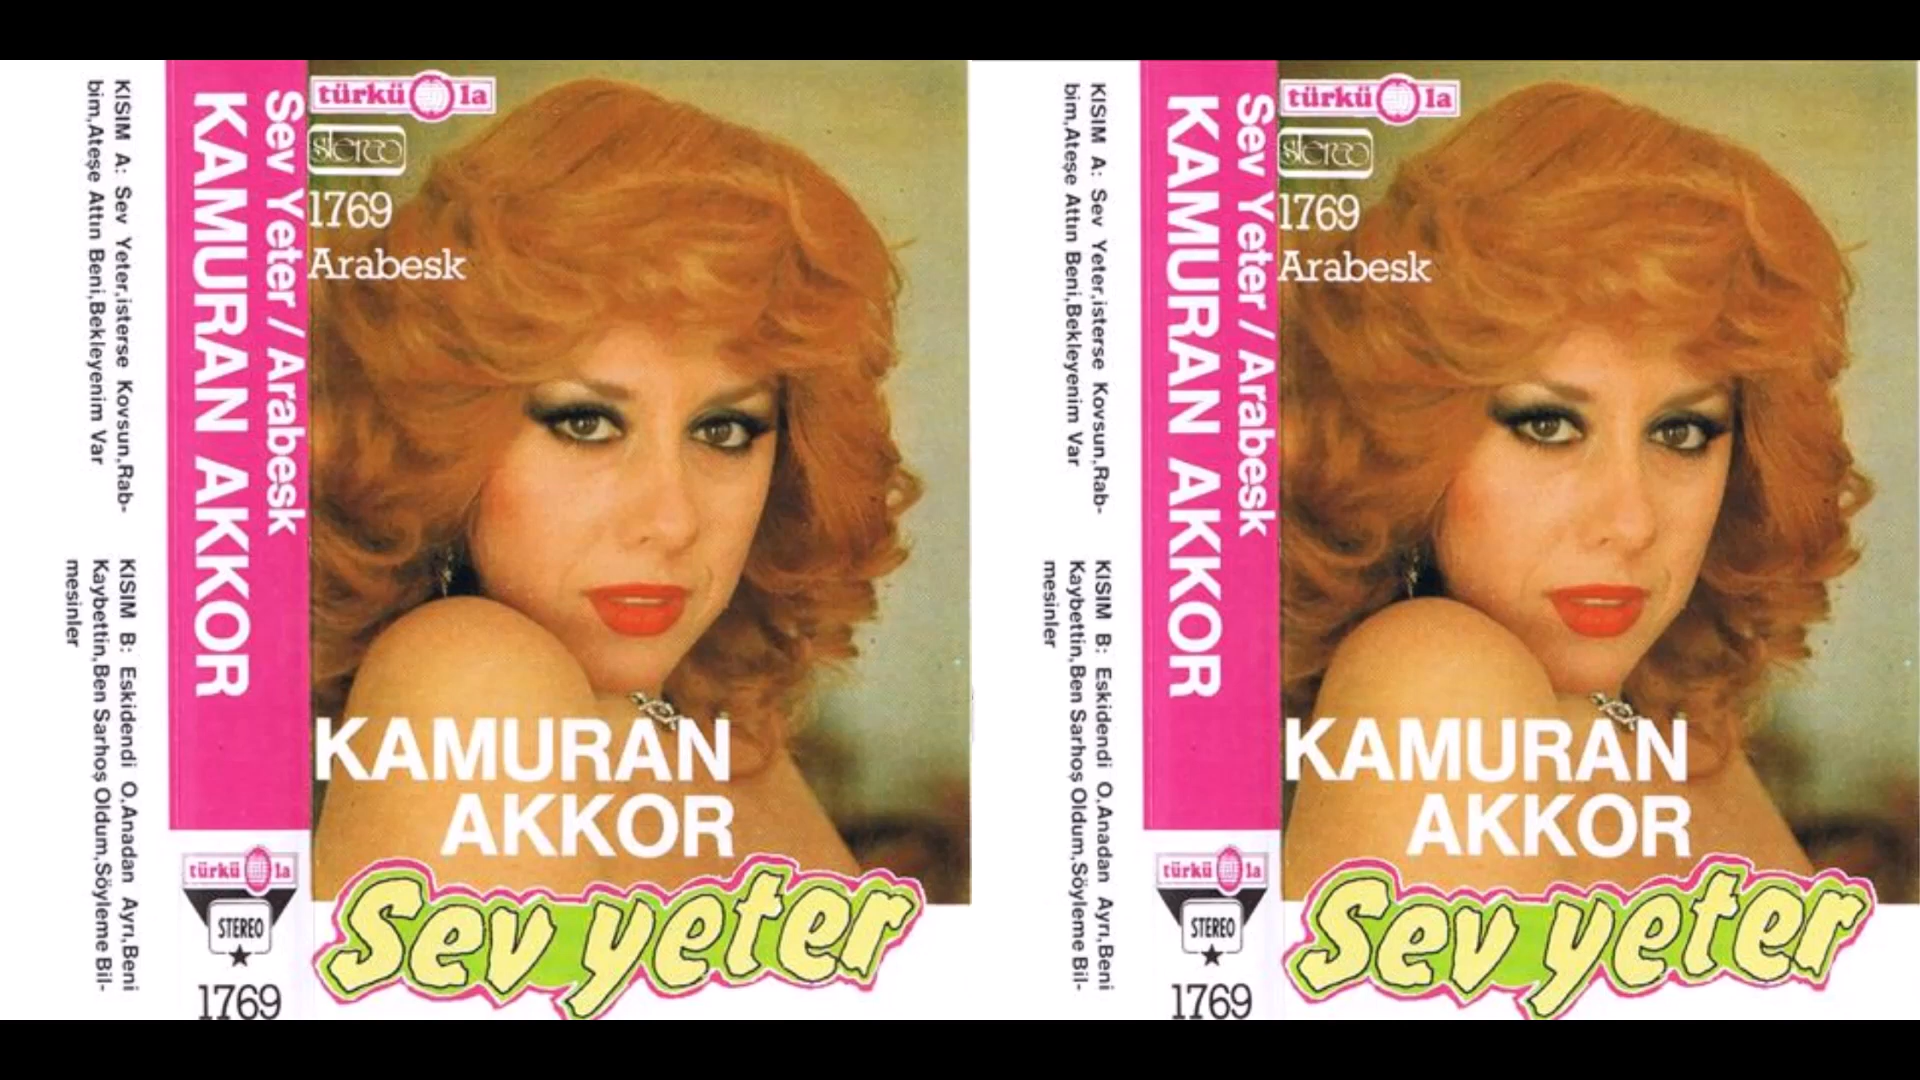 KISIM A: Sev Yeter,isterse Kovsun,Rab-
bim,Ateşe Attın Beni,Bekleyenim Var
KISIM B: Eskidendi O,Anadan Ayrı,Beni
Kaybettin,Ben Sarhoş Oldum,Söyleme Bil-
mesinler
Sev Yeter / Arabesk
KAMURAN AKKOR
türkü la
STEREO
1769
türkü la
stereo
1769
Arabesk
KAMURAN
AKKOR
Sev yeter
KISIM A: Sev Yeter,isterse Kovsun,Rab-
bim,Ateşe Attın Beni,Bekleyenim Var
KISIM B: Eskidendi O,Anadan Ayrı,Beni
Kaybettin,Ben Sarhoş Oldum,Söyleme Bil-
mesinler
Sev Yeter / Arabesk
KAMURAN AKKOR
türkü la
STEREO
1769
türkü la
stereo
1769
Arabesk
KAMURAN
AKKOR
Sev yeter